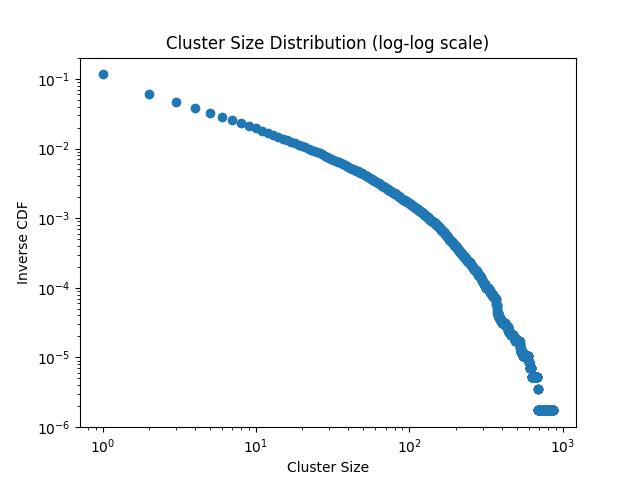 Cluster Size Distribution (log-log scale)
Inverse CDF
10⁻¹
10⁻²
10⁻³
10⁻⁴
10⁻⁵
10⁻⁶
10⁰ 10¹ 10² 10³
Cluster Size